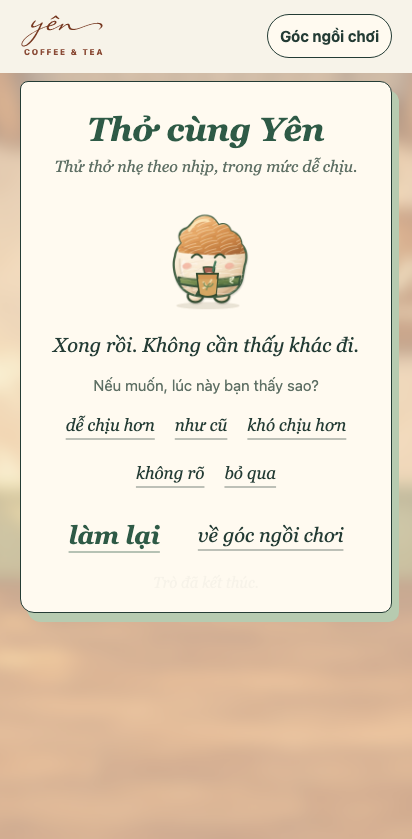 yên
COFFEE & TEA
Góc ngồi chơi
Thở cùng Yên
Thử thở nhẹ theo nhịp, trong mức dễ chịu.
Xong rồi. Không cần thấy khác đi.
Nếu muốn, lúc này bạn thấy sao?
dễ chịu hơn như cũ khó chịu hơn
không rõ bỏ qua
làm lại về góc ngồi chơi
Trà đã kết thúc.